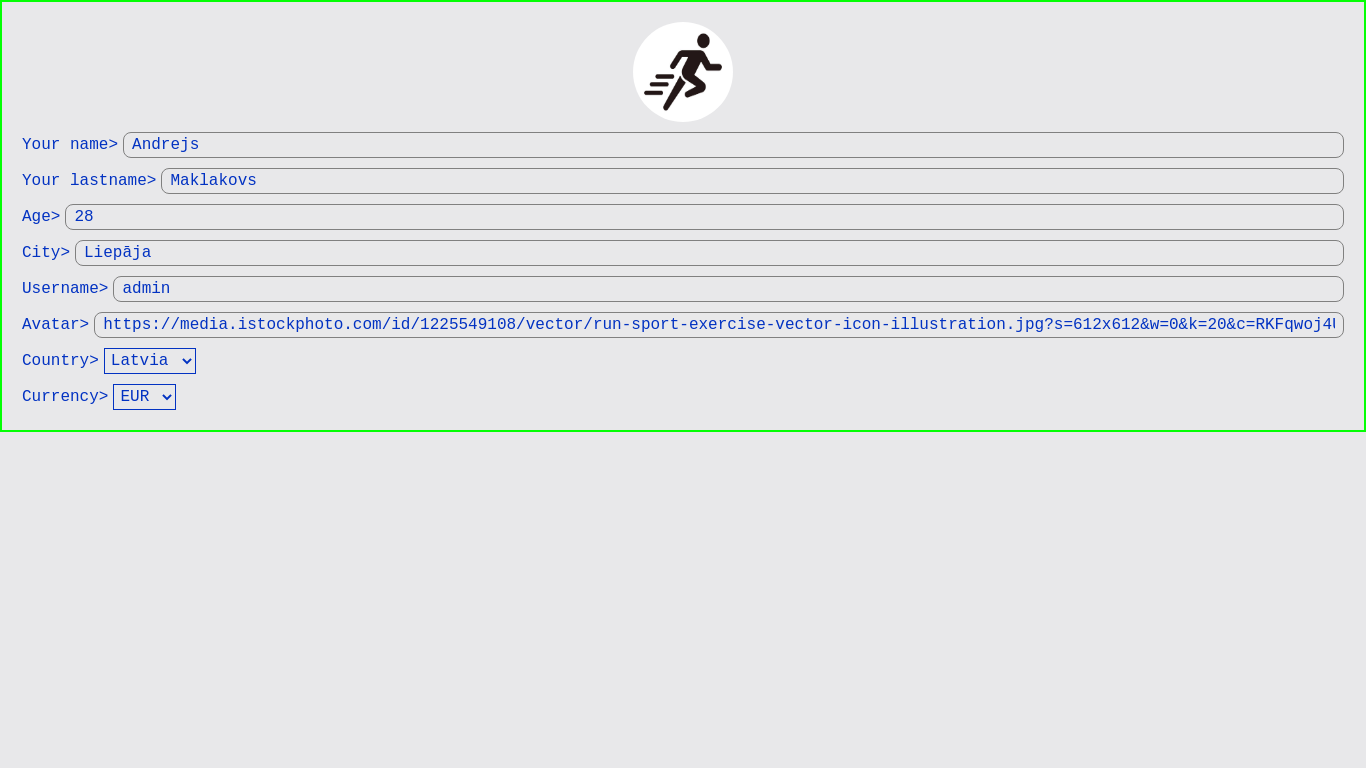 Your name> Andrejs
Your lastname> Maklakovs
Age> 28
City> Liepāja
Username> admin
Avatar> https://media.istockphoto.com/id/1225549108/vector/run-sport-exercise-vector-icon-illustration.jpg?s=612x612&w=0&k=20&c=RKFqwoj4
Country> Latvia
Currency> EUR